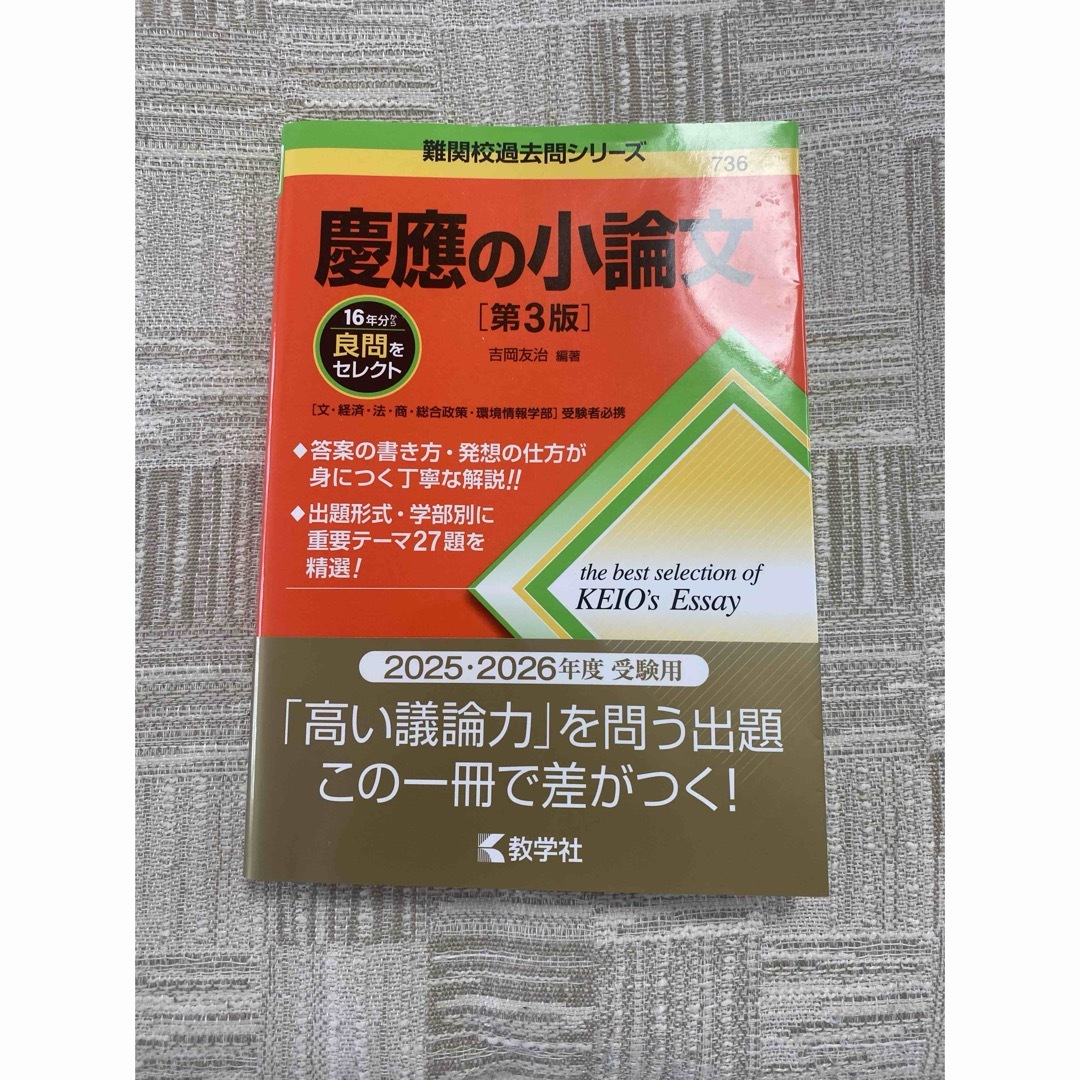 難関校過去問シリーズ
736
慶應の小論文
[第3版]
16年分から
良問を
セレクト
吉岡友治 編著
[文・経済・法・商・総合政策・環境情報学部]受験者必携
◆答案の書き方・発想の仕方が
身につく丁寧な解説!!
◆出題形式・学部別に
重要テーマ27題を
精選!
the best selection of
KEIO's Essay
2025・2026年度 受験用
「高い議論力」を問う出題
この一冊で差がつく!
教学社